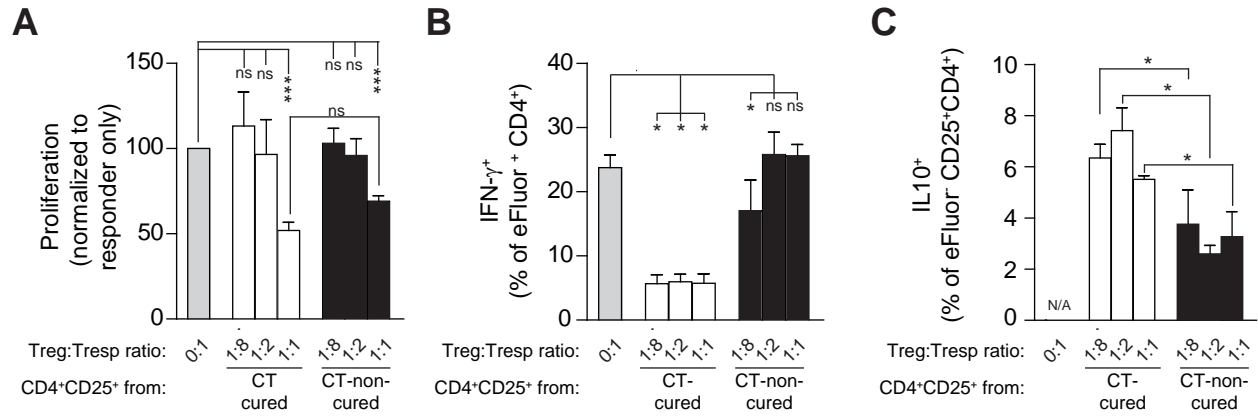 A
Proliferation
(normalized to
responder only)
150
100
50
0
ns
ns
***
ns
ns
***
ns
Treg:Tresp ratio:
0:1
1:8
1:2
1:1
1:8
1:2
1:1
CD4⁺CD25⁺ from:
CT
cured
CT-non-
cured
B
IFN-γ⁺
(% of eFluor⁺ CD4⁺)
40
30
20
10
0
*
*
*
*
ns
ns
Treg:Tresp ratio:
0:1
1:8
1:2
1:1
1:8
1:2
1:1
CD4⁺CD25⁺ from:
CT-
cured
CT-non-
cured
C
IL10⁺
(% of eFluor⁻ CD25⁺CD4⁺)
10
8
6
4
2
0
*
*
*
N/A
Treg:Tresp ratio:
0:1
1:8
1:2
1:1
1:8
1:2
1:1
CD4⁺CD25⁺ from:
CT-
cured
CT-non-
cured